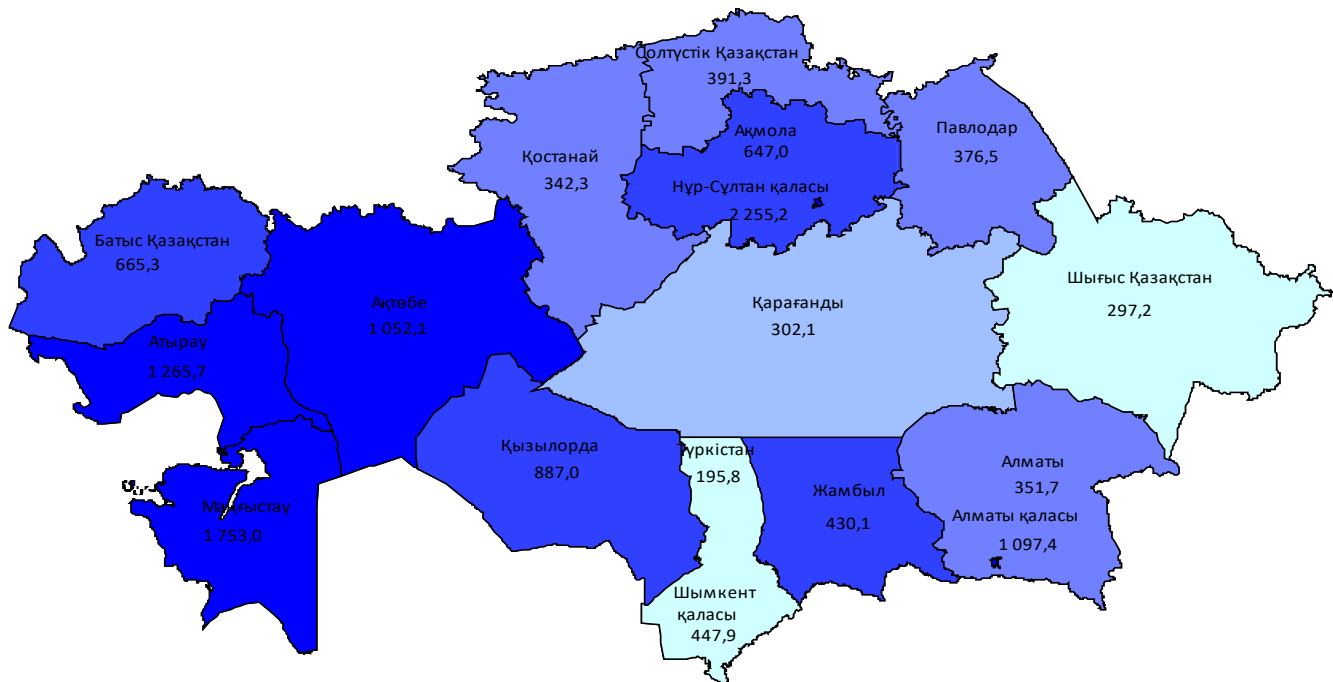 Солтүстік Қазақстан
391,3
Ақмола
647,0
Нұр-Сұлтан қаласы
2 255,2
Павлодар
376,5
Қостанай
342,3
Батыс Қазақстан
665,3
Ақтөбе
1 052,1
Атырау
1 265,7
Маңғыстау
1 753,0
Қарағанды
302,1
Шығыс Қазақстан
297,2
Қызылорда
887,0
Түркістан
195,8
Жамбыл
430,1
Алматы
351,7
Алматы қаласы
1 097,4
Шымкент
қаласы
447,9